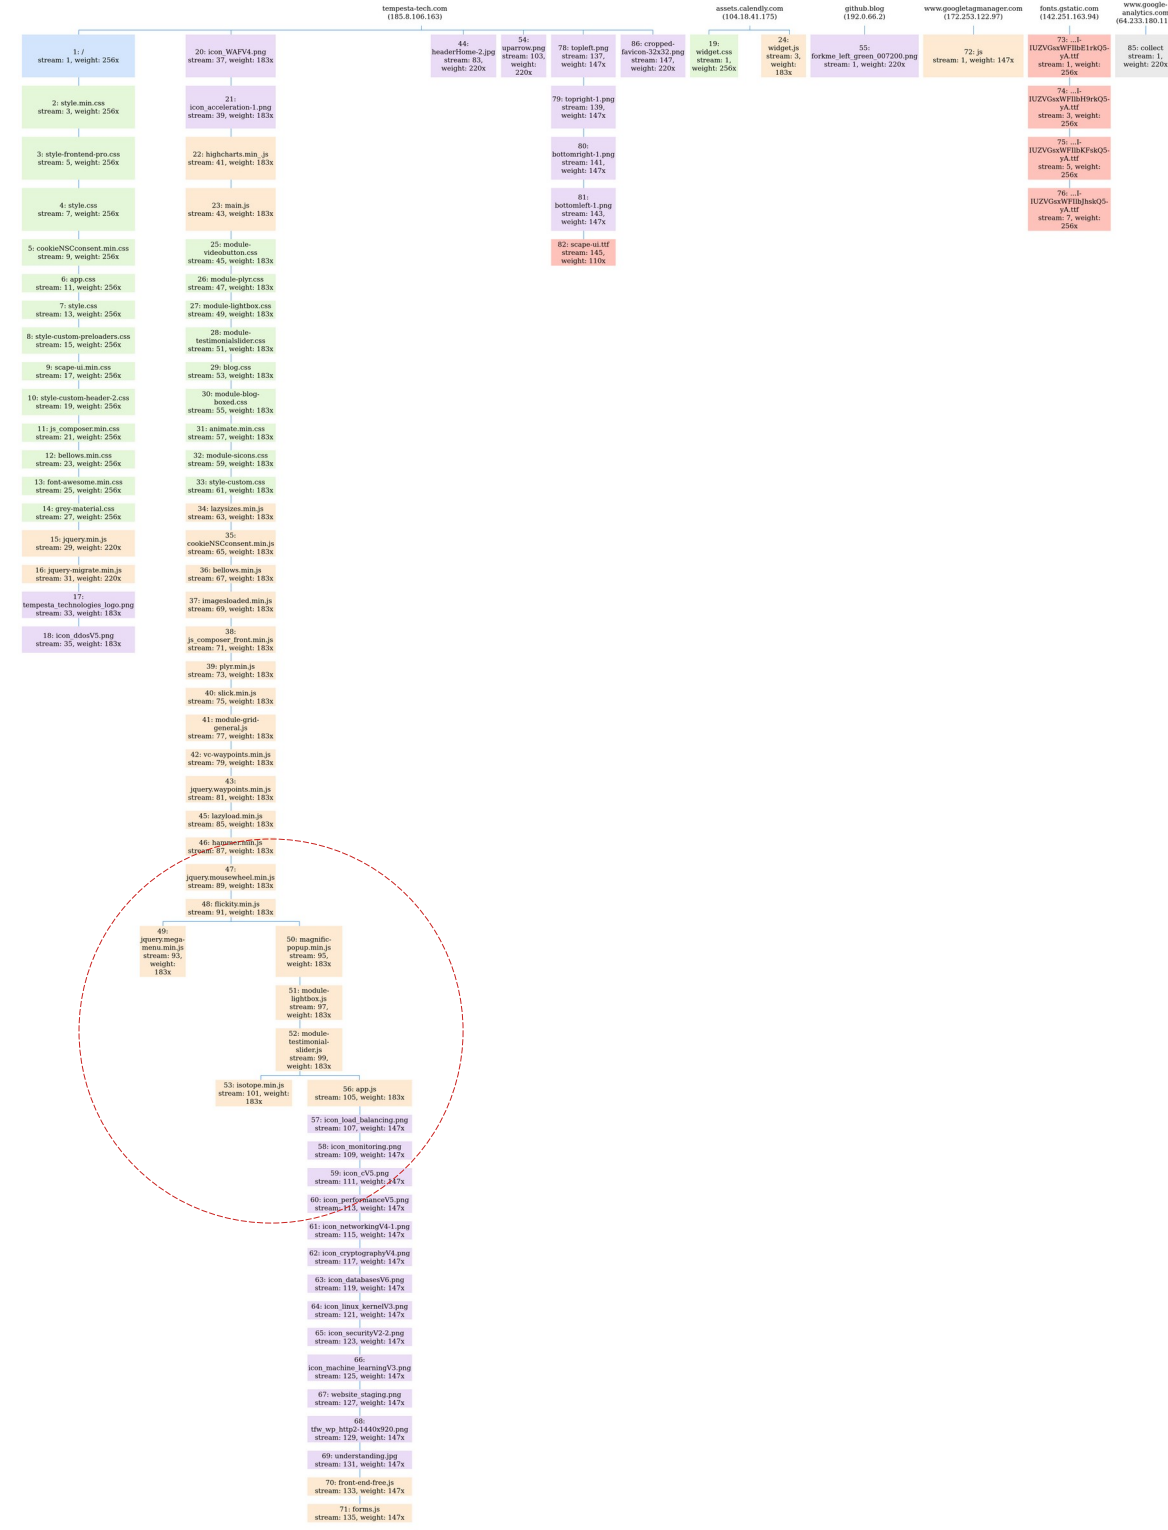 tempesta-tech.com
(185.8.106.163)
assets.calendly.com
(104.18.41.175)
github.blog
(192.0.66.2)
www.googletagmanager.com
(172.253.122.97)
fonts.gstatic.com
(142.251.163.94)
www.google-
analytics.com
(64.233.180.11
1: /
stream: 1, weight: 256x
2: style.min.css
stream: 3, weight: 256x
3: style-frontend-pro.css
stream: 5, weight: 256x
4: style.css
stream: 7, weight: 256x
5: cookieNSCconsent.min.css
stream: 9, weight: 256x
6: app.css
stream: 11, weight: 256x
7: style.css
stream: 13, weight: 256x
8: style-custom-preloaders.css
stream: 15, weight: 256x
9: scape-ui.min.css
stream: 17, weight: 256x
10: style-custom-header-2.css
stream: 19, weight: 256x
11: js_composer.min.css
stream: 21, weight: 256x
12: bellows.min.css
stream: 23, weight: 256x
13: font-awesome.min.css
stream: 25, weight: 256x
14: grey-material.css
stream: 27, weight: 256x
15: jquery.min.js
stream: 29, weight: 220x
16: jquery-migrate.min.js
stream: 31, weight: 220x
17:
tempesta_technologies_logo.png
stream: 33, weight: 183x
18: icon_ddosV5.png
stream: 35, weight: 183x
20: icon_WAFV4.png
stream: 37, weight: 183x
21:
icon_acceleration-1.png
stream: 39, weight: 183x
22: highcharts.min_.js
stream: 41, weight: 183x
23: main.js
stream: 43, weight: 183x
25: module-
videobutton.css
stream: 45, weight: 183x
26: module-plyr.css
stream: 47, weight: 183x
27: module-lightbox.css
stream: 49, weight: 183x
28: module-
testimonialslider.css
stream: 51, weight: 183x
29: blog.css
stream: 53, weight: 183x
30: module-blog-
boxed.css
stream: 55, weight: 183x
31: animate.min.css
stream: 57, weight: 183x
32: module-sicons.css
stream: 59, weight: 183x
33: style-custom.css
stream: 61, weight: 183x
34: lazysizes.min.js
stream: 63, weight: 183x
35:
cookieNSCconsent.min.js
stream: 65, weight: 183x
36: bellows.min.js
stream: 67, weight: 183x
37: imagesloaded.min.js
stream: 69, weight: 183x
38:
js_composer_front.min.js
stream: 71, weight: 183x
39: plyr.min.js
stream: 73, weight: 183x
40: slick.min.js
stream: 75, weight: 183x
41: module-grid-
general.js
stream: 77, weight: 183x
42: vc-waypoints.min.js
stream: 79, weight: 183x
43:
jquery.waypoints.min.js
stream: 81, weight: 183x
45: lazyload.min.js
stream: 85, weight: 183x
46: hammer.min.js
stream: 87, weight: 183x
47:
jquery.mousewheel.min.js
stream: 89, weight: 183x
48: flickity.min.js
stream: 91, weight: 183x
49:
jquery.mega-
menu.min.js
stream: 93,
weight:
183x
50: magnific-
popup.min.js
stream: 95,
weight: 183x
51: module-
lightbox.js
stream: 97,
weight: 183x
52: module-
testimonial-
slider.js
stream: 99,
weight: 183x
53: isotope.min.js
stream: 101, weight:
183x
56: app.js
stream: 105, weight: 183x
57: icon_load_balancing.png
stream: 107, weight: 147x
58: icon_monitoring.png
stream: 109, weight: 147x
59: icon_cV5.png
stream: 111, weight: 147x
60: icon_performanceV5.png
stream: 113, weight: 147x
61: icon_networkingV4-1.png
stream: 115, weight: 147x
62: icon_cryptographyV4.png
stream: 117, weight: 147x
63: icon_databasesV6.png
stream: 119, weight: 147x
64: icon_linux_kernelV3.png
stream: 121, weight: 147x
65: icon_securityV2-2.png
stream: 123, weight: 147x
66:
icon_machine_learningV3.png
stream: 125, weight: 147x
67: website_staging.png
stream: 127, weight: 147x
68:
tfw_wp_http2-1440x920.png
stream: 129, weight: 147x
69: understanding.jpg
stream: 131, weight: 147x
70: front-end-free.js
stream: 133, weight: 147x
71: forms.js
stream: 135, weight: 147x
44:
headerHome-2.jpg
stream: 83,
weight: 220x
54:
uparrow.png
stream: 103,
weight:
220x
78: topleft.png
stream: 137,
weight: 147x
79: topright-1.png
stream: 139,
weight: 147x
80:
bottomright-1.png
stream: 141,
weight: 147x
81:
bottomleft-1.png
stream: 143,
weight: 147x
82: scape-ui.ttf
stream: 145,
weight: 110x
86: cropped-
favicon-32x32.png
stream: 147,
weight: 220x
19:
widget.css
stream: 1,
weight: 256x
24:
widget.js
stream: 3,
weight:
183x
55:
forkme_left_green_007200.png
stream: 1, weight: 220x
72: js
stream: 1, weight: 147x
73: ...I-
IUZVGsxWFIlbE1rkQ5-
yA.ttf
stream: 1, weight:
256x
74: ...I-
IUZVGsxWFIlbH9rkQ5-
yA.ttf
stream: 3, weight:
256x
75: ...I-
IUZVGsxWFIlbKFskQ5-
yA.ttf
stream: 5, weight:
256x
76: ...I-
IUZVGsxWFIlbJhskQ5-
yA.ttf
stream: 7, weight:
256x
85: collect
stream: 1,
weight: 220x